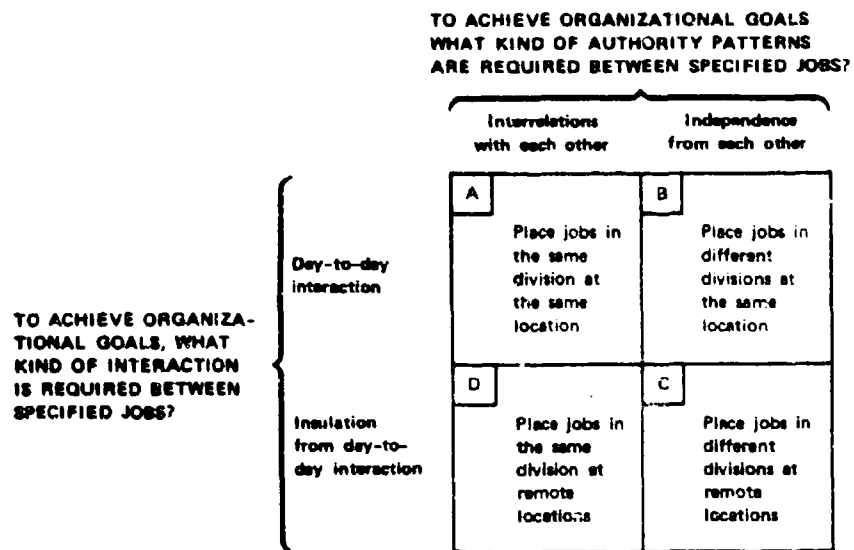 TO ACHIEVE ORGANIZATIONAL GOALS
WHAT KIND OF AUTHORITY PATTERNS
ARE REQUIRED BETWEEN SPECIFIED JOBS?
Interrelations
with each other
Independence
from each other
A
Place jobs in
the same
division at
the same
location
B
Place jobs in
different
divisions at
the same
location
Day-to-day
interaction
TO ACHIEVE ORGANIZA-
TIONAL GOALS, WHAT
KIND OF INTERACTION
IS REQUIRED BETWEEN
SPECIFIED JOBS?
Insulation
from day-to-
day interaction
D
Place jobs in
the same
division at
remote
locations
C
Place jobs in
different
divisions at
remote
locations